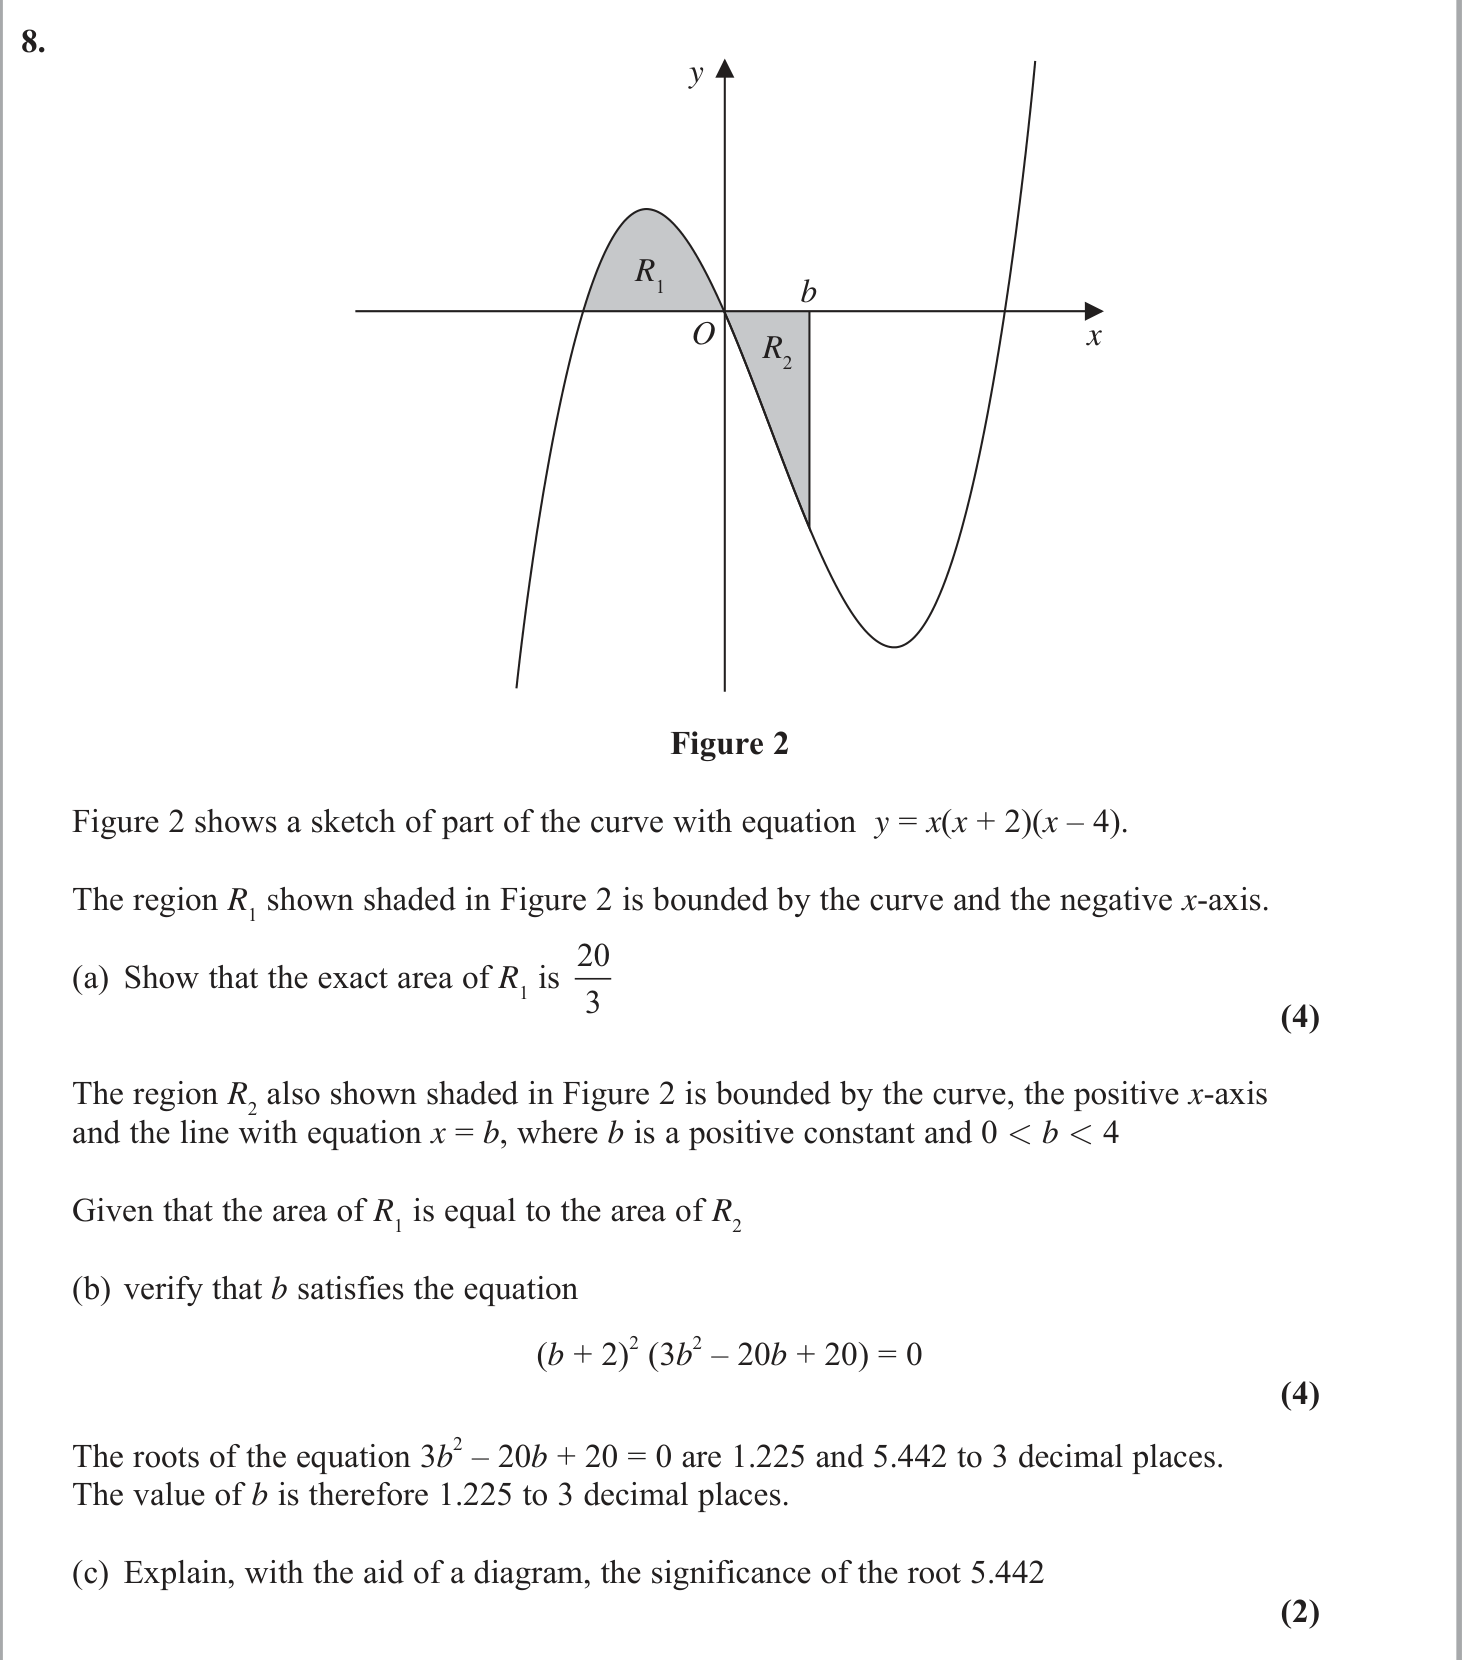 8.
y
R₁
b
O
R₂
x
Figure 2
Figure 2 shows a sketch of part of the curve with equation y = x(x + 2)(x – 4).
The region R₁ shown shaded in Figure 2 is bounded by the curve and the negative x-axis.
(a) Show that the exact area of R₁ is 20/3
(4)
The region R₂ also shown shaded in Figure 2 is bounded by the curve, the positive x-axis
and the line with equation x = b, where b is a positive constant and 0 < b < 4
Given that the area of R₁ is equal to the area of R₂
(b) verify that b satisfies the equation
(b + 2)² (3b² – 20b + 20) = 0
(4)
The roots of the equation 3b² – 20b + 20 = 0 are 1.225 and 5.442 to 3 decimal places.
The value of b is therefore 1.225 to 3 decimal places.
(c) Explain, with the aid of a diagram, the significance of the root 5.442
(2)